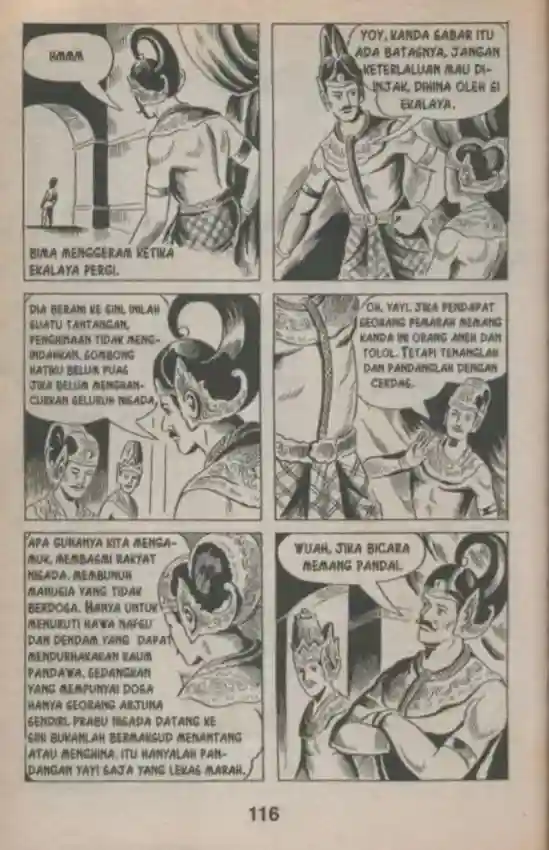 HMMM
BIMA MENGGERAM KETIKA
EKALAYA PERGI.
YOY, KANDA SABAR ITU
ADA BATASNYA, JANGAN
KETERLALUAN MAU DI-
INJAK, DIHINA OLEH SI
EKALAYA.
DIA BERANI KE SINI, INILAH
SUATU TANTANGAN,
PENGHINAAN TIDAK MENG-
INDAHKAN, SOMBONG
HATIKU BELUM PUAS
JIKA BELUM MENGHAN-
CURKAN SELURUH NISADA.
OH, YAYI. JIKA PENDAPAT
SEORANG PEMARAH MEMANG
KANDA INI ORANG ANEH DAN
TOLOL. TETAPI TENANGLAH
DAN PANDANGLAH DENGAN
CERDAS.
APA GUNANYA KITA MENGA-
MUK, MEMBASMI RAKYAT
NISADA. MEMBUNUH
MANUSIA YANG TIDAK
BERDOSA. HANYA UNTUK
MENURUTI HAWA NAFSU
DAN DENDAM YANG DAPAT
MENDURHAKAKAN KAUM
PANDAWA. SEDANGKAN
YANG MEMPUNYAI DOSA
HANYA SEORANG ARJUNA
SENDIRI. PRABU NISADA DATANG KE
SINI BUKANLAH BERMAKSUD MENANTANG
ATAU MENGHINA. ITU HANYALAH PAN-
DANGAN YAYI SAJA YANG LEKAS MARAH.
WUAH, JIKA BICARA
MEMANG PANDAI.
116